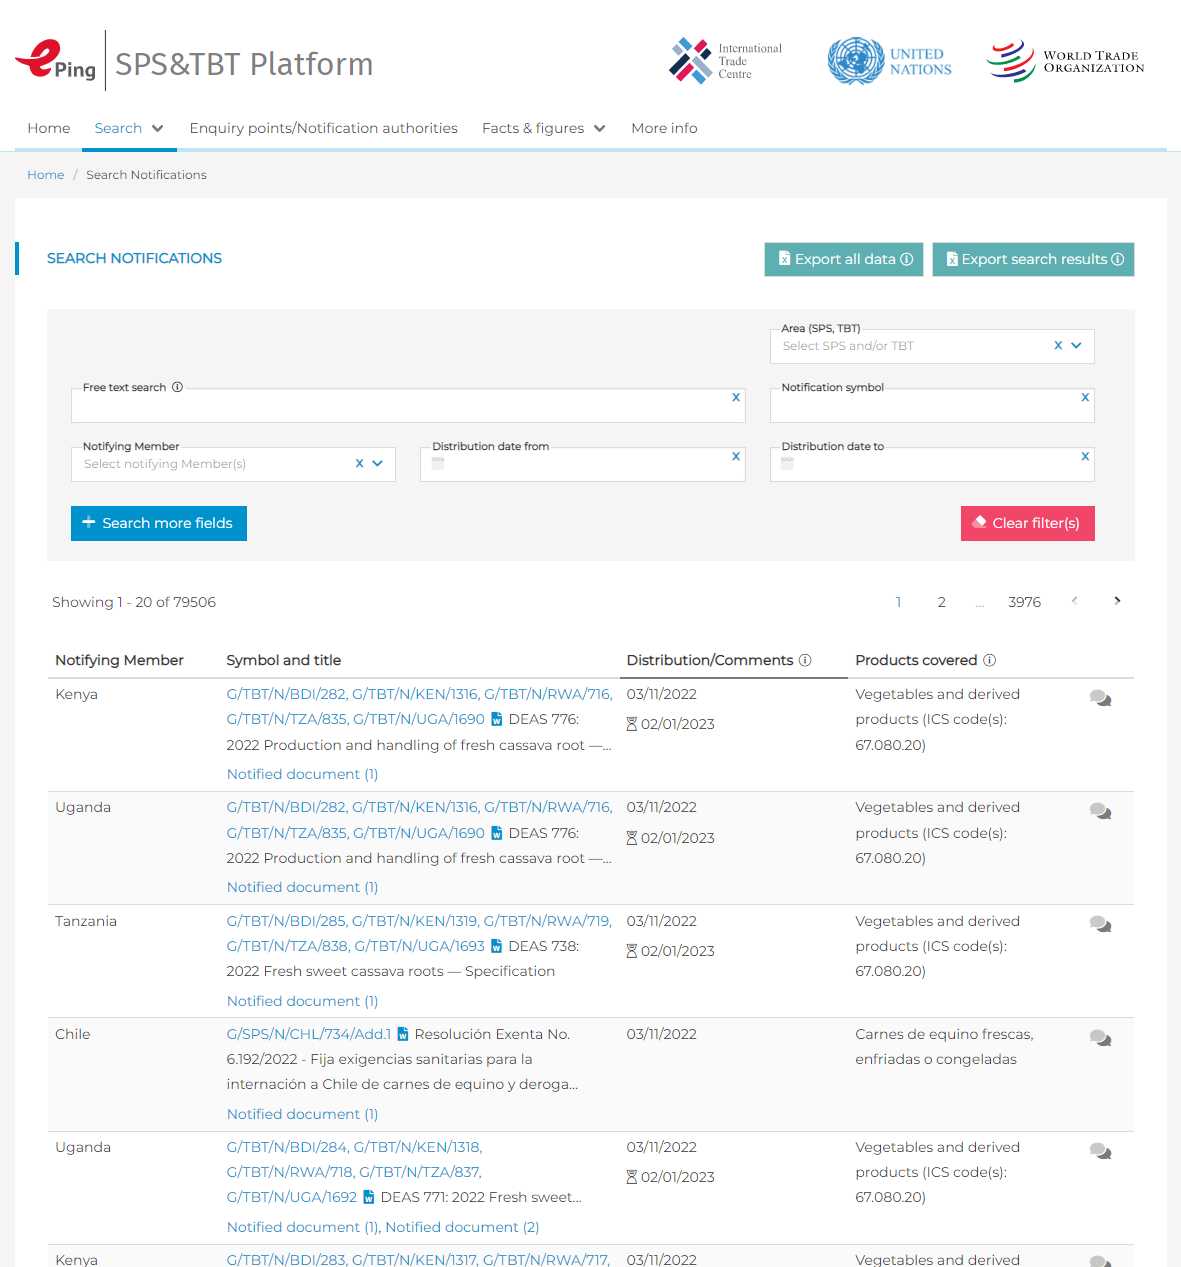 ePing
SPS&TBT Platform
International
Trade
Centre
UNITED
NATIONS
WORLD TRADE
ORGANIZATION
Home
Search
Enquiry points/Notification authorities
Facts & figures
More info
Home / Search Notifications
SEARCH NOTIFICATIONS
Export all data
Export search results
Area (SPS, TBT)
Select SPS and/or TBT
x
Free text search
x
Notification symbol
x
Notifying Member
Select notifying Member(s)
x
Distribution date from
x
Distribution date to
x
Search more fields
Clear filter(s)
Showing 1 - 20 of 79506
1 2 ... 3976
Notifying Member
Symbol and title
Distribution/Comments
Products covered
Kenya
G/TBT/N/BDI/282, G/TBT/N/KEN/1316, G/TBT/N/RWA/716,
G/TBT/N/TZA/835, G/TBT/N/UGA/1690 DEAS 776:
2022 Production and handling of fresh cassava root —...
Notified document (1)
03/11/2022
02/01/2023
Vegetables and derived
products (ICS code(s):
67.080.20)
Uganda
G/TBT/N/BDI/282, G/TBT/N/KEN/1316, G/TBT/N/RWA/716,
G/TBT/N/TZA/835, G/TBT/N/UGA/1690 DEAS 776:
2022 Production and handling of fresh cassava root —...
Notified document (1)
03/11/2022
02/01/2023
Vegetables and derived
products (ICS code(s):
67.080.20)
Tanzania
G/TBT/N/BDI/285, G/TBT/N/KEN/1319, G/TBT/N/RWA/719,
G/TBT/N/TZA/838, G/TBT/N/UGA/1693 DEAS 738:
2022 Fresh sweet cassava roots — Specification
Notified document (1)
03/11/2022
02/01/2023
Vegetables and derived
products (ICS code(s):
67.080.20)
Chile
G/SPS/N/CHL/734/Add.1 Resolución Exenta No.
6.192/2022 - Fija exigencias sanitarias para la
internación a Chile de carnes de equino y deroga...
Notified document (1)
03/11/2022
Carnes de equino frescas,
enfriadas o congeladas
Uganda
G/TBT/N/BDI/284, G/TBT/N/KEN/1318,
G/TBT/N/RWA/718, G/TBT/N/TZA/837,
G/TBT/N/UGA/1692 DEAS 771: 2022 Fresh sweet...
Notified document (1), Notified document (2)
03/11/2022
02/01/2023
Vegetables and derived
products (ICS code(s):
67.080.20)
Kenya
G/TBT/N/BDI/283, G/TBT/N/KEN/1317, G/TBT/N/RWA/717,
03/11/2022
Vegetables and derived